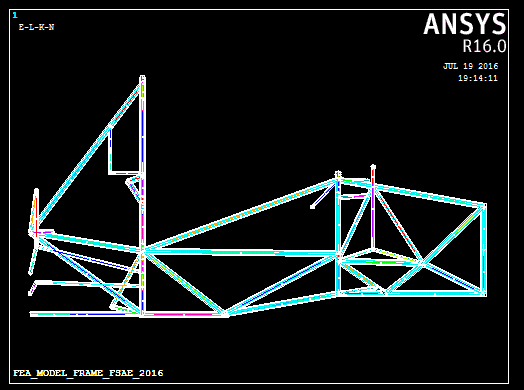 1
E-L-K-N
ANSYS
R16.0
JUL 19 2016
19:14:11
FEA_MODEL_FRAME_FSAE_2016